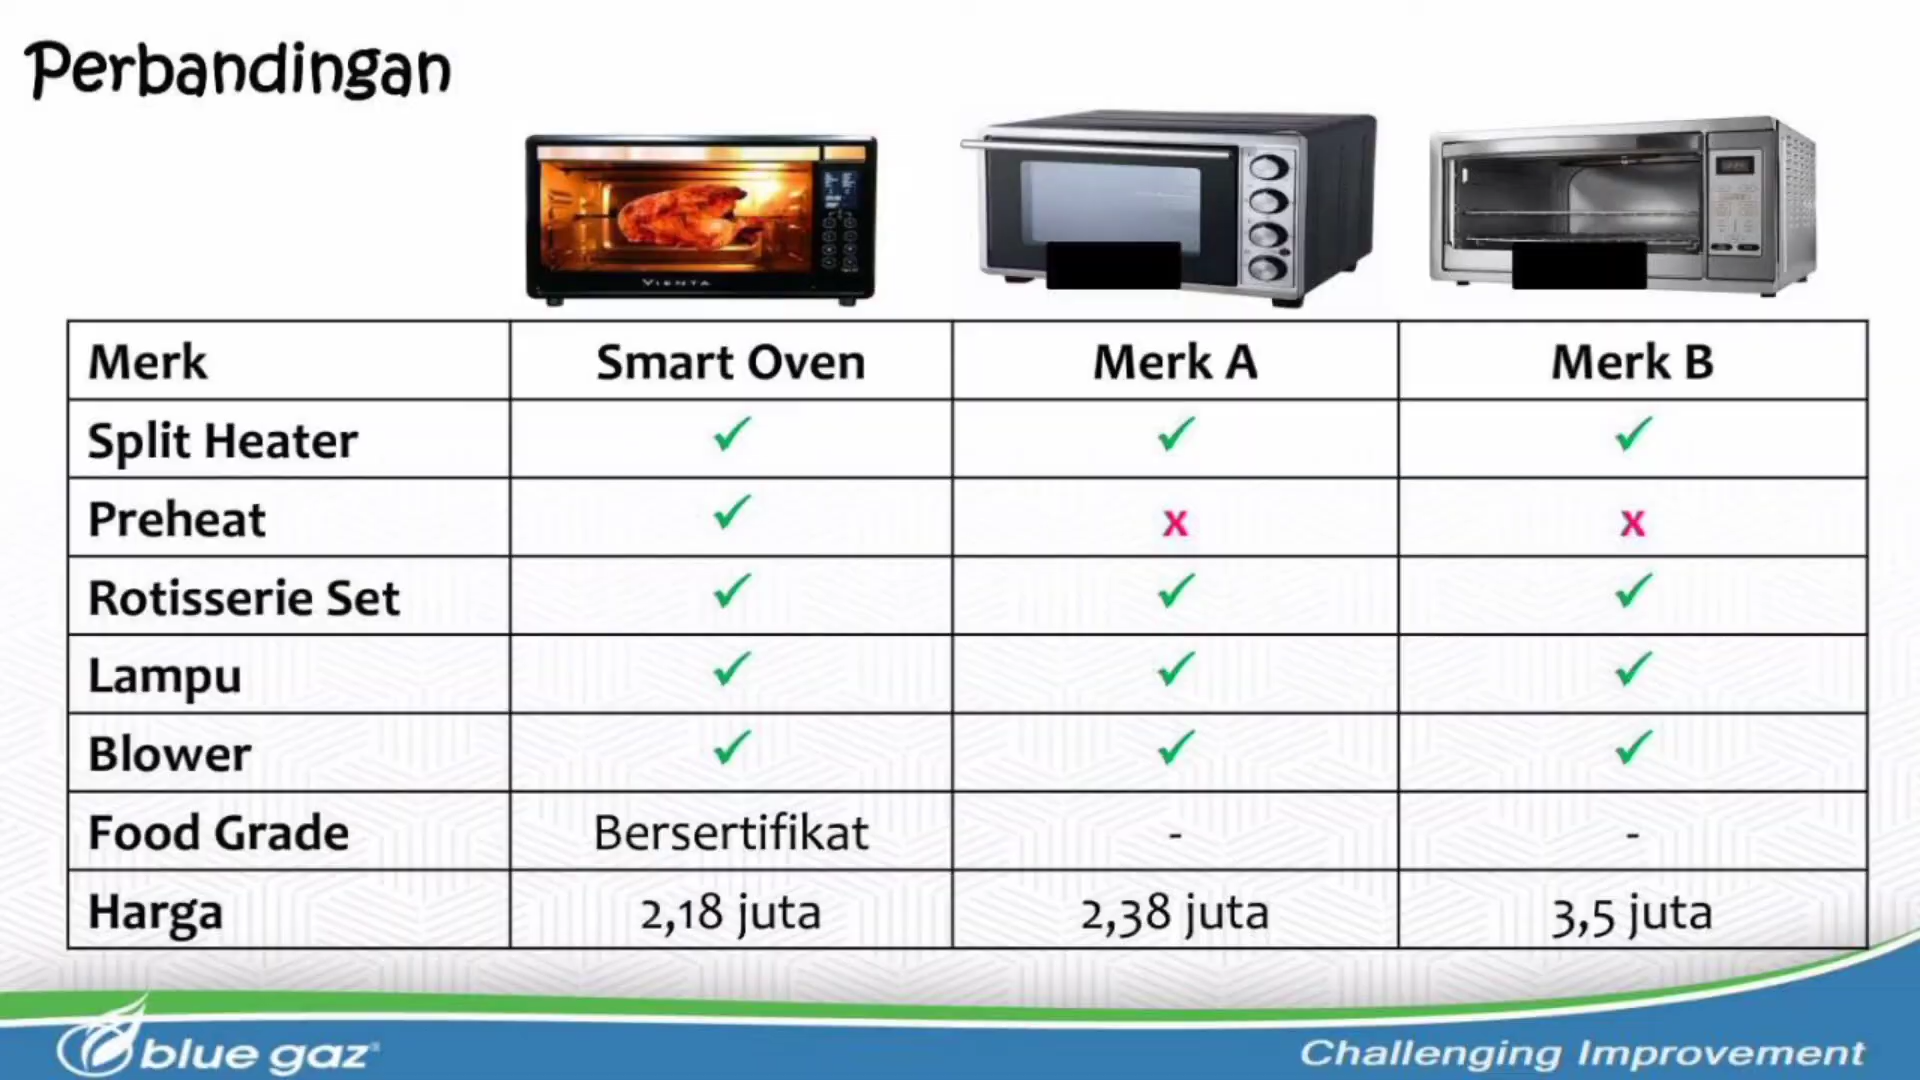 Perbandingan
VIENTA
Merk Smart Oven Merk A Merk B
Split Heater ✓ ✓ ✓
Preheat ✓ x x
Rotisserie Set ✓ ✓ ✓
Lampu ✓ ✓ ✓
Blower ✓ ✓ ✓
Food Grade Bersertifikat - -
Harga 2,18 juta 2,38 juta 3,5 juta
blue gaz
Challenging Improvement